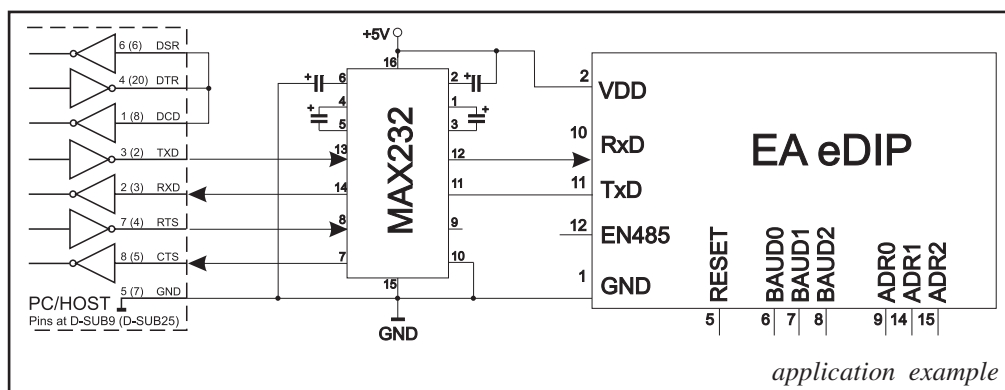 6 (6) DSR
4 (20) DTR
1 (8) DCD
3 (2) TXD
2 (3) RXD
7 (4) RTS
8 (5) CTS
5 (7) GND
PC/HOST
Pins at D-SUB9 (D-SUB25)
+5V
16
6
2
+
+
4
1
+
+
5
3
13
12
14
11
8
9
7
10
15
MAX232
GND
2
VDD
10
RxD
11
TxD
12
EN485
1
GND
EA eDIP
RESET
BAUD0
BAUD1
BAUD2
ADR0
ADR1
ADR2
5
6
7
8
9
14
15
application example